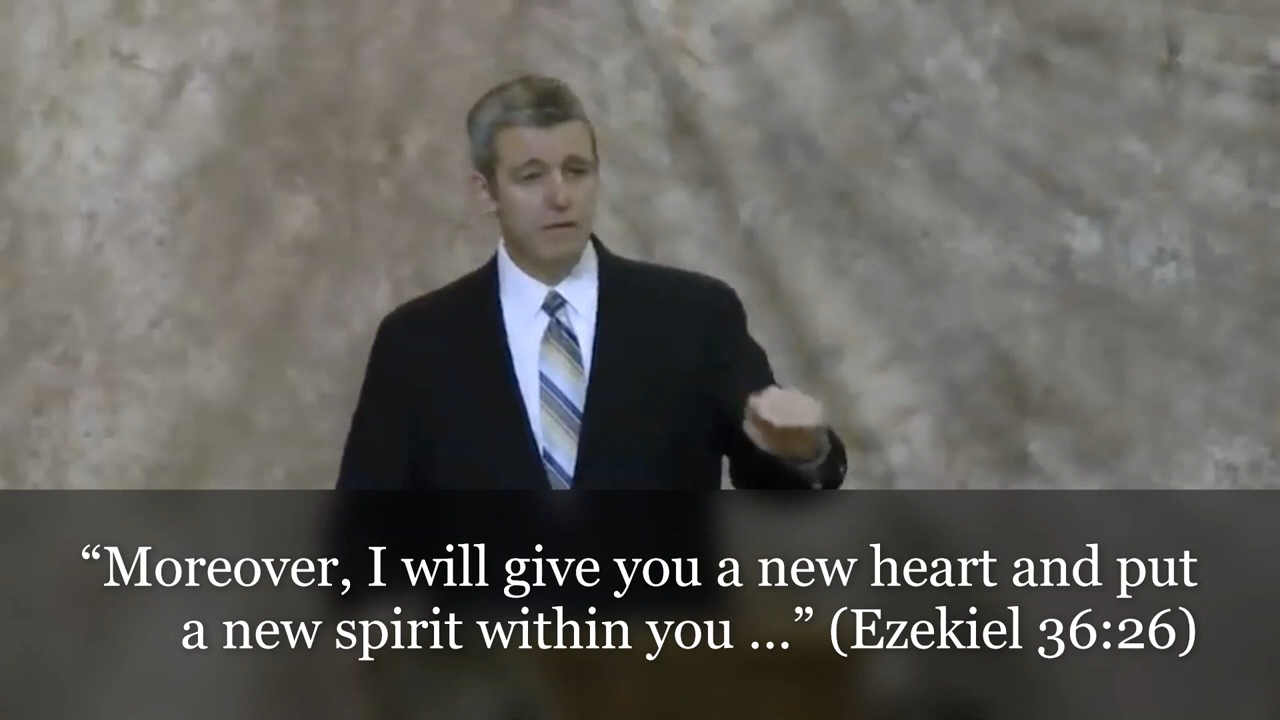 “Moreover, I will give you a new heart and put
a new spirit within you ...” (Ezekiel 36:26)